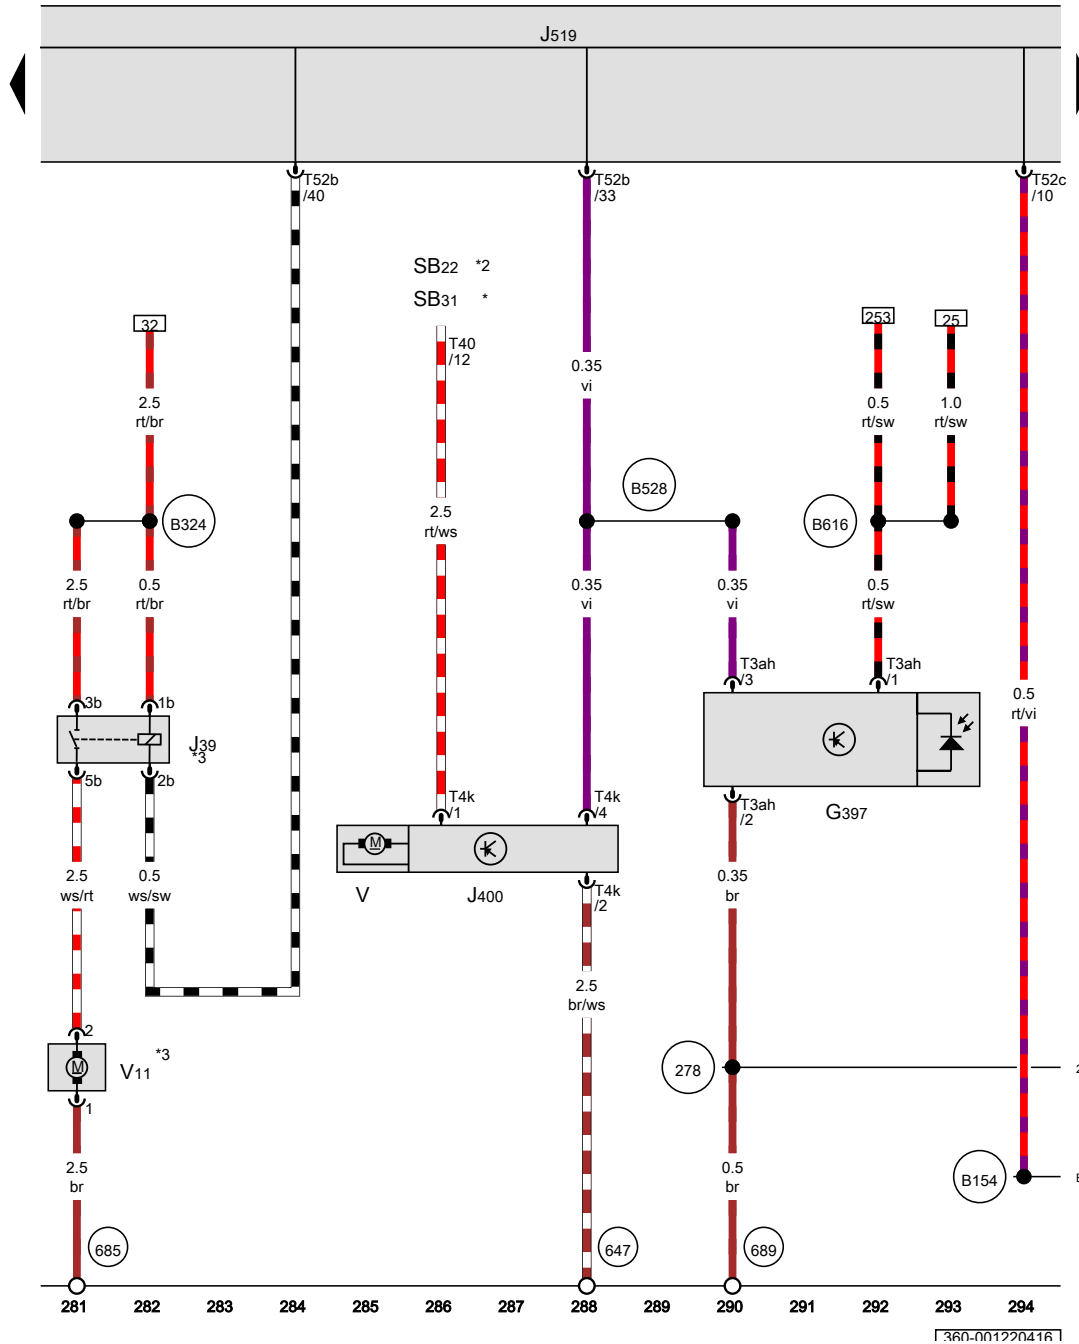 J519
T52b
/40
T52b
/33
T52c
/10
SB22 *2
SB31 *
32
T40
/12
253
25
0.35
vi
2.5
rt/br
0.5
rt/sw
1.0
rt/sw
B324
B528
B616
2.5
rt/ws
2.5
rt/br
0.5
rt/br
0.35
vi
0.35
vi
0.5
rt/sw
T3ah
/3
T3ah
/1
0.5
rt/vi
3b
1b
J39
*3
5b
2b
T4k
/1
T4k
/4
T3ah
/2
G397
M
V
J400
2.5
ws/rt
0.5
ws/sw
T4k
/2
0.35
br
2.5
br/ws
2
M
V11 *3
1
278
2
2.5
br
0.5
br
B154
685
647
689
281 282 283 284 285 286 287 288 289 290 291 292 293 294
360-001220416